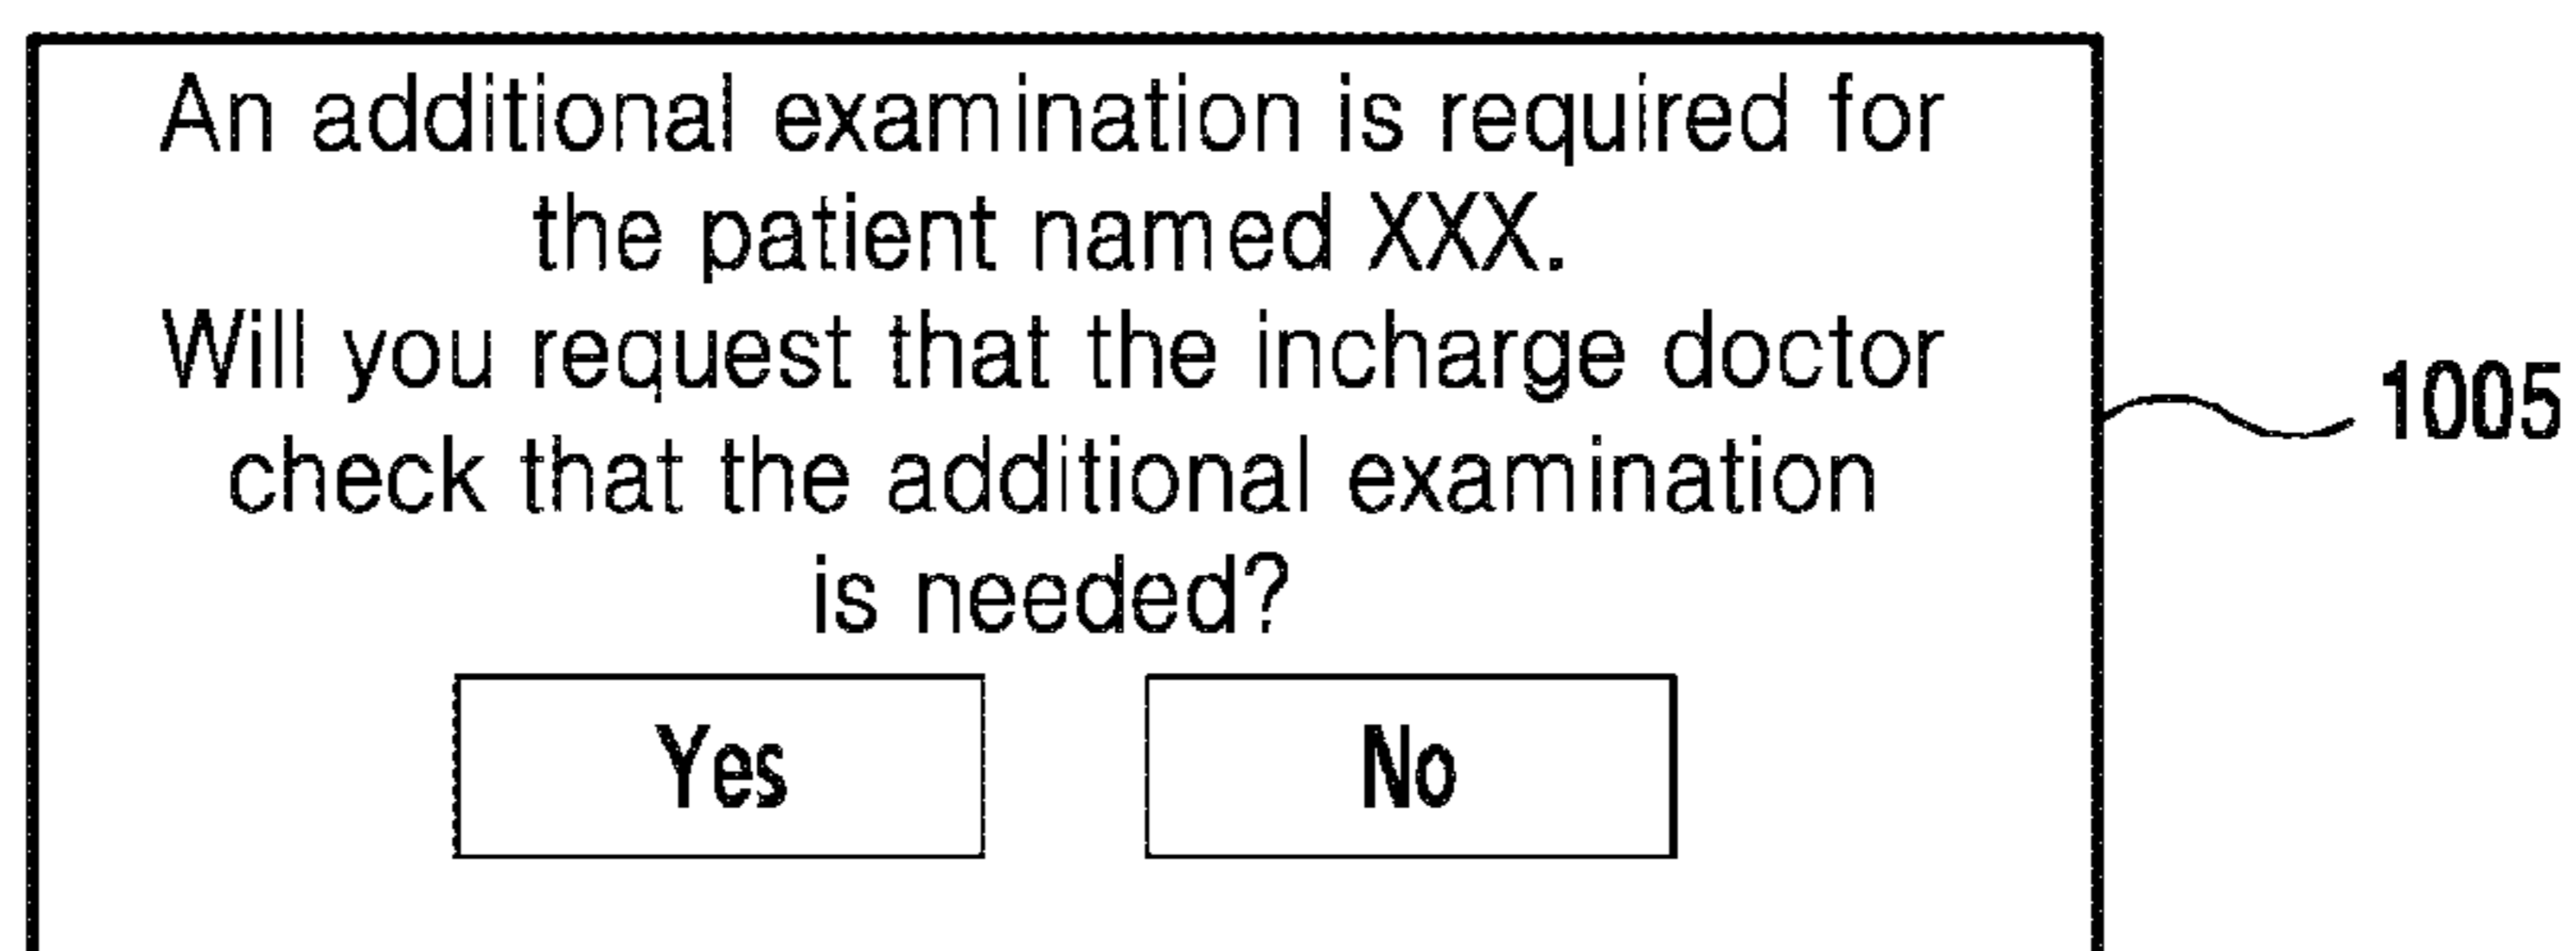 An additional examination is required for
the patient named XXX.
Will you request that the incharge doctor
check that the additional examination
is needed?
Yes No
1005